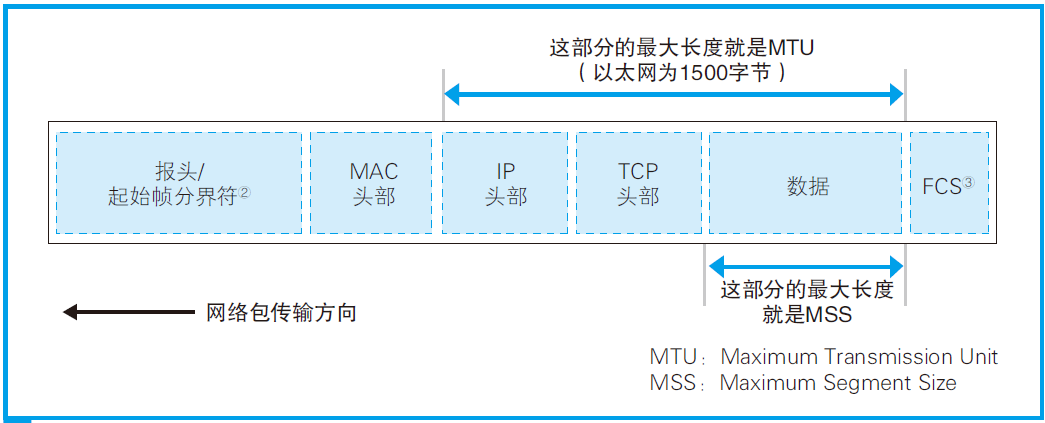 这部分的最大长度就是MTU
（以太网为1500字节）
报头/
起始帧分界符②
MAC
头部
IP
头部
TCP
头部
数据
FCS③
这部分的最大长度
就是MSS
网络包传输方向
MTU：Maximum Transmission Unit
MSS：Maximum Segment Size